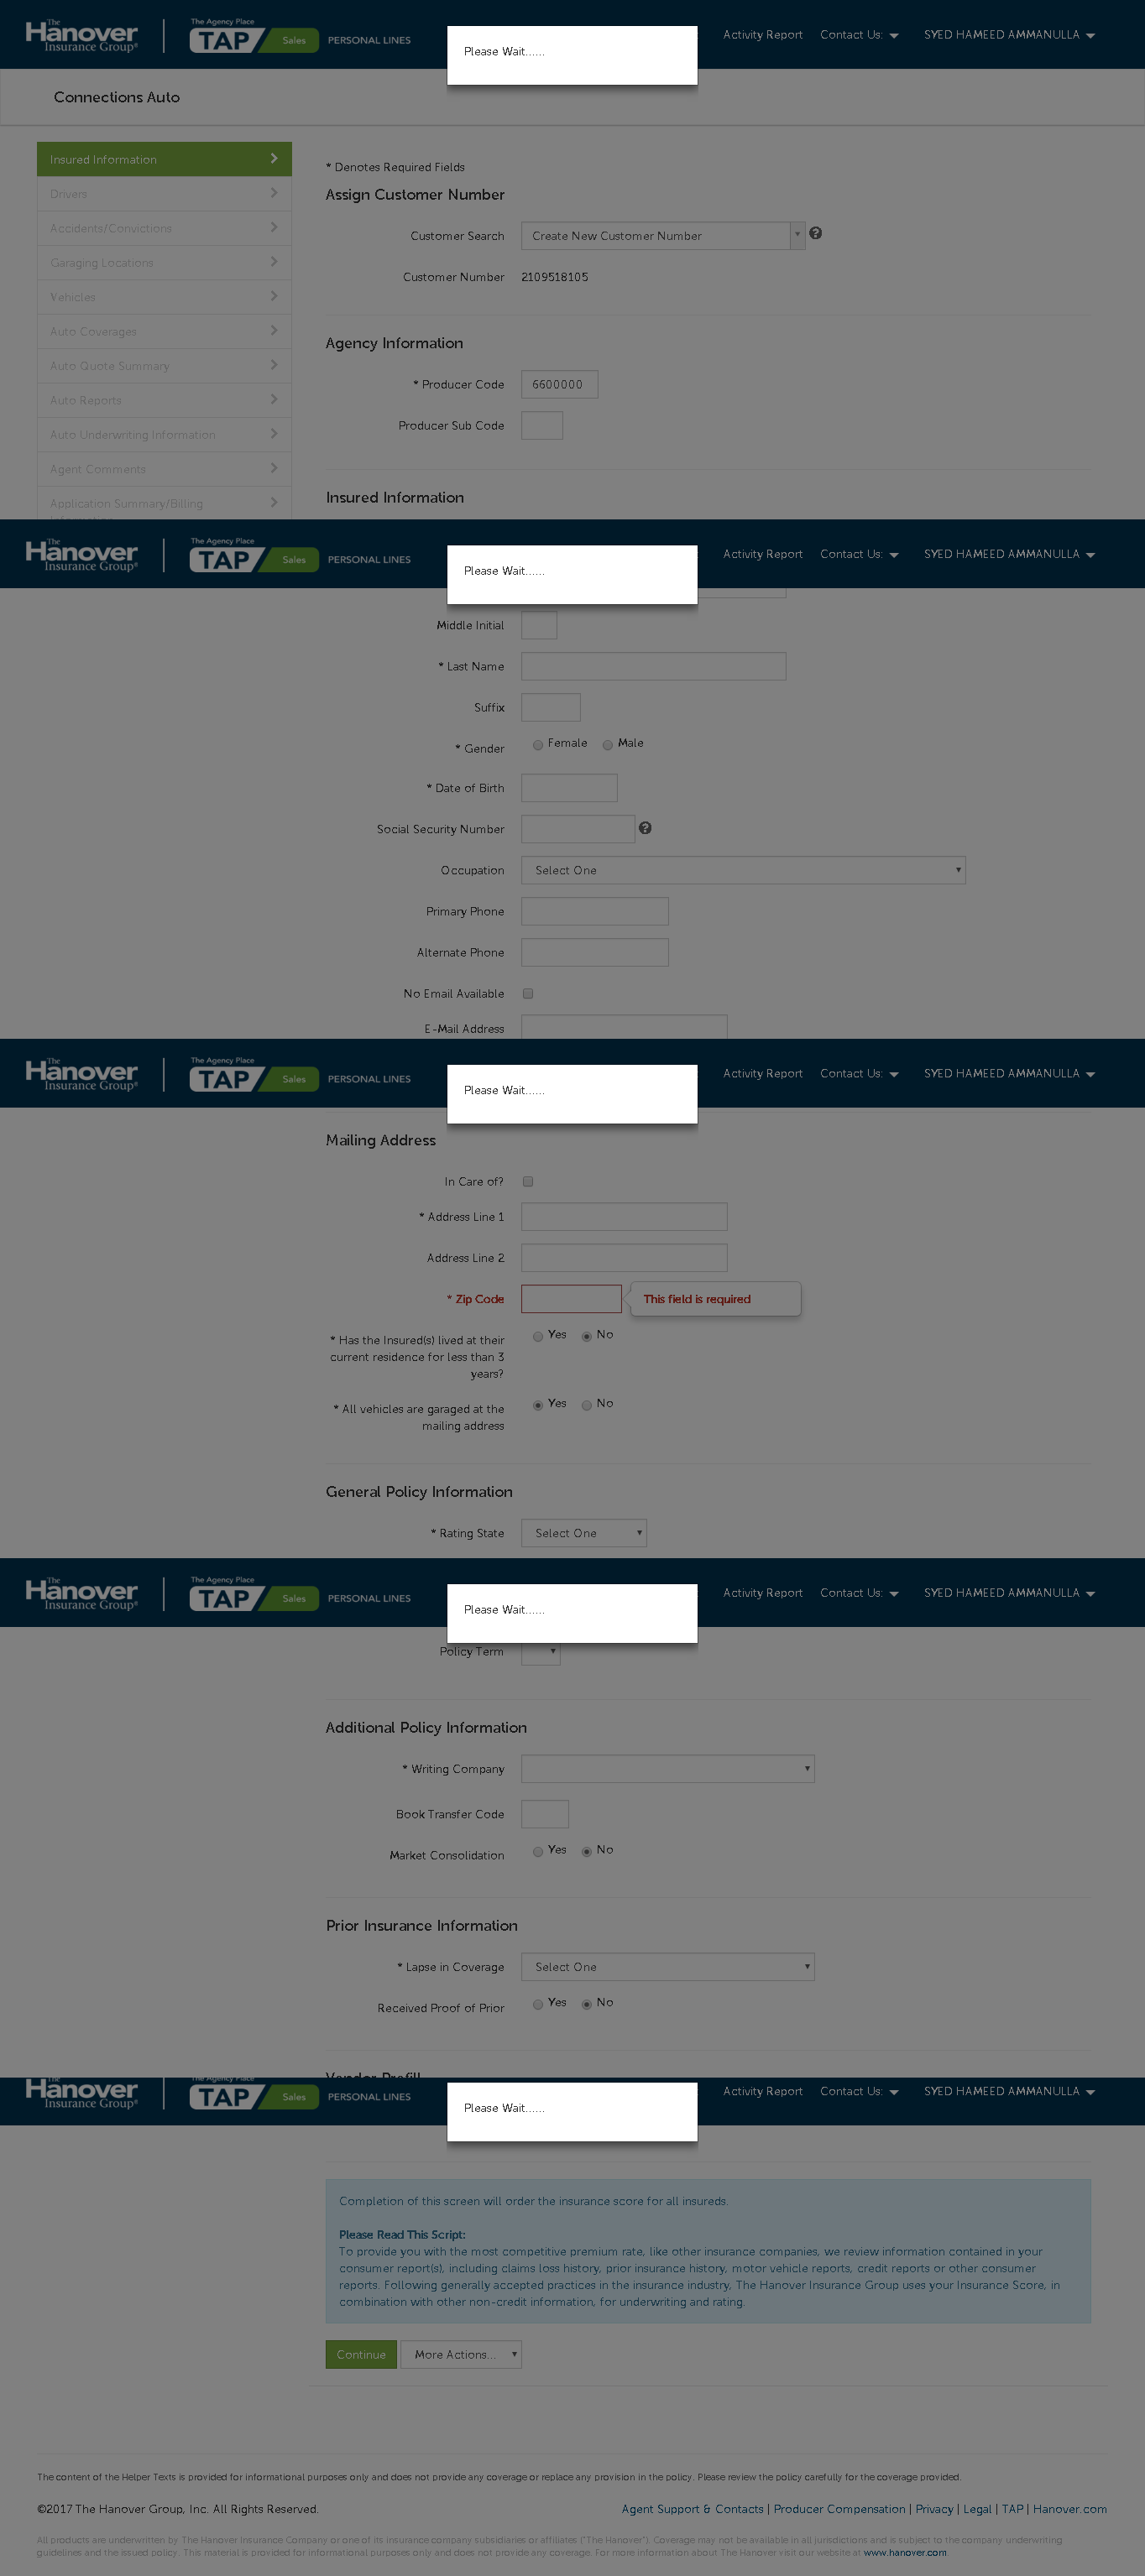 The Hanover Insurance Group®
The Agency Place
TAP Sales PERSONAL LINES
Please Wait......
Activity Report Contact Us: SYED HAMEED AMMANULLA
Connections Auto
Insured Information
Drivers
Accidents/Convictions
Garaging Locations
Vehicles
Auto Coverages
Auto Quote Summary
Auto Reports
Auto Underwriting Information
Agent Comments
Application Summary/Billing
* Denotes Required Fields
Assign Customer Number
Customer Search Create New Customer Number
Customer Number 2109518105
Agency Information
* Producer Code 6600000
Producer Sub Code
Insured Information
The Hanover Insurance Group®
The Agency Place
TAP Sales PERSONAL LINES
Please Wait......
Activity Report Contact Us: SYED HAMEED AMMANULLA
Middle Initial
* Last Name
Suffix
* Gender Female Male
* Date of Birth
Social Security Number
Occupation Select One
Primary Phone
Alternate Phone
No Email Available
E-Mail Address
The Hanover Insurance Group®
The Agency Place
TAP Sales PERSONAL LINES
Please Wait......
Activity Report Contact Us: SYED HAMEED AMMANULLA
Mailing Address
In Care of?
* Address Line 1
Address Line 2
* Zip Code This field is required
* Has the Insured(s) lived at their Yes No
current residence for less than 3
years?
* All vehicles are garaged at the Yes No
mailing address
General Policy Information
* Rating State Select One
The Hanover Insurance Group®
The Agency Place
TAP Sales PERSONAL LINES
Please Wait......
Activity Report Contact Us: SYED HAMEED AMMANULLA
Policy Term
Additional Policy Information
* Writing Company
Book Transfer Code
Market Consolidation Yes No
Prior Insurance Information
* Lapse in Coverage Select One
Received Proof of Prior Yes No
Vendor Prefill
The Hanover Insurance Group®
The Agency Place
TAP Sales PERSONAL LINES
Please Wait......
Activity Report Contact Us: SYED HAMEED AMMANULLA
Completion of this screen will order the insurance score for all insureds.
Please Read This Script:
To provide you with the most competitive premium rate, like other insurance companies, we review information contained in your
consumer report(s), including claims loss history, prior insurance history, motor vehicle reports, credit reports or other consumer
reports. Following generally accepted practices in the insurance industry, The Hanover Insurance Group uses your Insurance Score, in
combination with other non-credit information, for underwriting and rating.
Continue More Actions...
The content of the Helper Texts is provided for informational purposes only and does not provide any coverage or replace any provision in the policy. Please review the policy carefully for the coverage provided.
©2017 The Hanover Group, Inc. All Rights Reserved.
Agent Support & Contacts | Producer Compensation | Privacy | Legal | TAP | Hanover.com
All products are underwritten by The Hanover Insurance Company or one of its insurance company subsidiaries or affiliates ("The Hanover"). Coverage may not be available in all jurisdictions and is subject to the company underwriting
guidelines and the issued policy. This material is provided for informational purposes only and does not provide any coverage. For more information about The Hanover visit our website at www.hanover.com